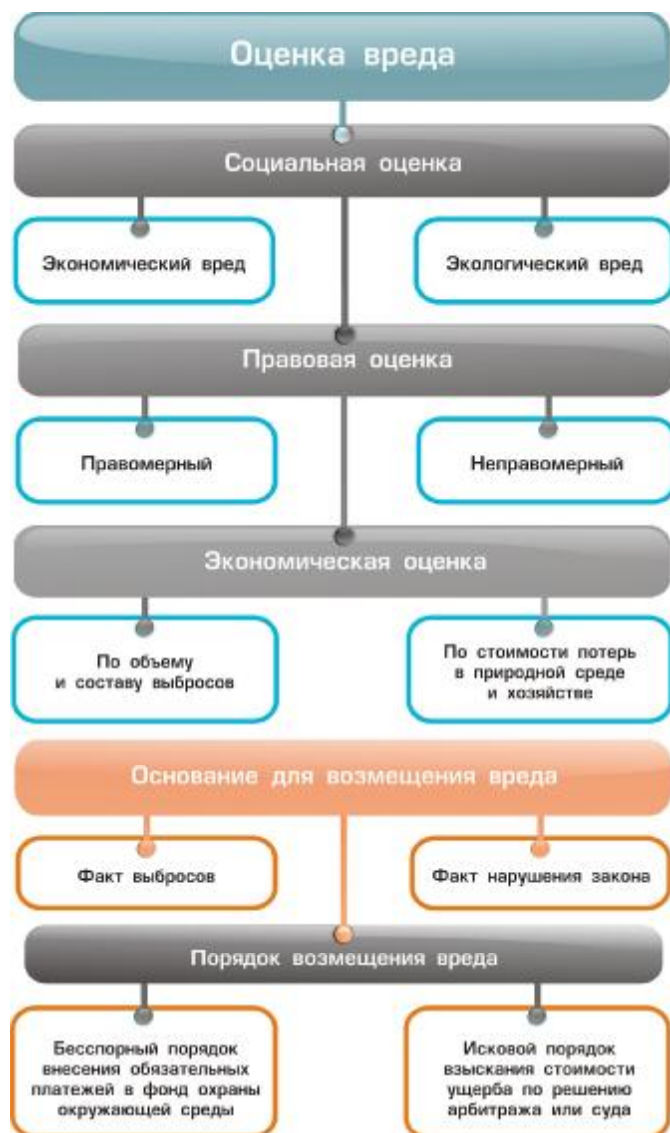 Оценка вреда
Социальная оценка
Экономический вред
Экологический вред
Правовая оценка
Правомерный
Неправомерный
Экономическая оценка
По объему
и составу выбросов
По стоимости потерь
в природной среде
и хозяйстве
Основание для возмещения вреда
Факт выбросов
Факт нарушения закона
Порядок возмещения вреда
Бесспорный порядок
внесения обязательных
платежей в фонд охраны
окружающей среды
Исковой порядок
взыскания стоимости
ущерба по решению
арбитража или суда